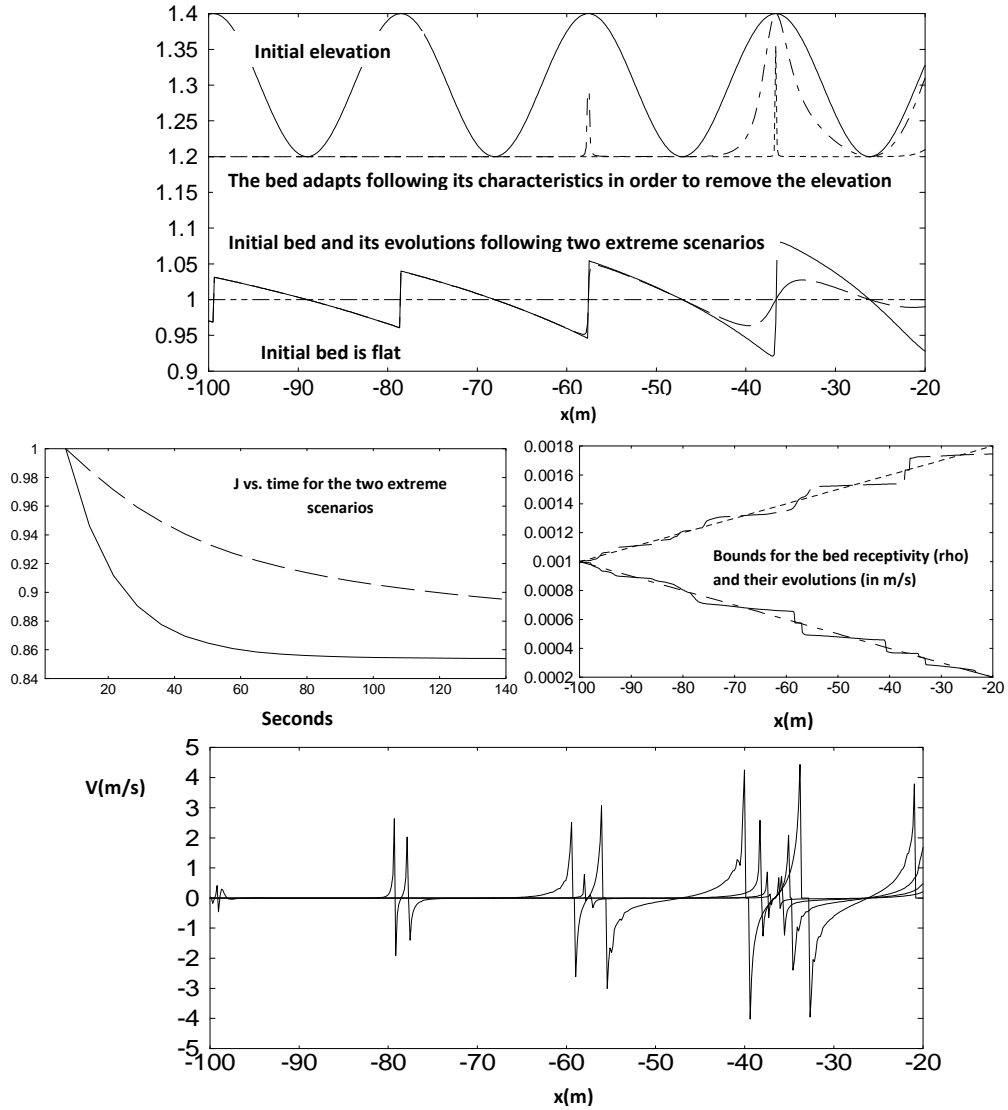 1.4
1.35
Initial elevation
1.3
1.25
1.2
The bed adapts following its characteristics in order to remove the elevation
Initial bed and its evolutions following two extreme scenarios
1.05
1
0.95
Initial bed is flat
0.9
-100 -90 -80 -70 -60 -50 -40 -30 -20
x(m)
1
0.98
J vs. time for the two extreme
scenarios
0.96
0.94
0.92
0.9
0.88
0.86
0.84
20 40 60 80 100 120 140
Seconds
0.0018
0.0016
0.0014
0.0012
0.001
Bounds for the bed receptivity (rho)
and their evolutions (in m/s)
0.0008
0.0006
0.0004
0.0002
-100 -90 -80 -70 -60 -50 -40 -30 -20
x(m)
V(m/s)
5
4
3
2
1
0
-1
-2
-3
-4
-5
-100 -90 -80 -70 -60 -50 -40 -30 -20
x(m)